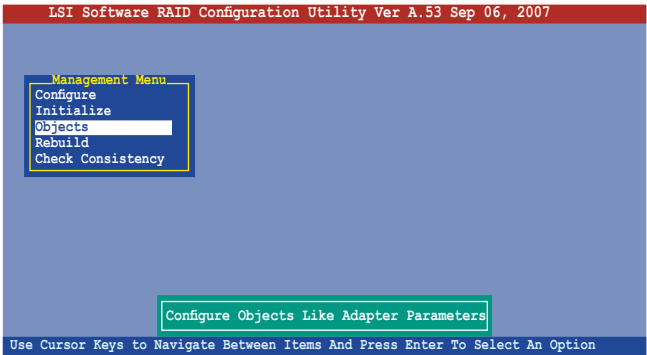 LSI Software RAID Configuration Utility Ver A.53 Sep 06, 2007
Management Menu
Configure
Initialize
Objects
Rebuild
Check Consistency
Configure Objects Like Adapter Parameters
Use Cursor Keys to Navigate Between Items And Press Enter To Select An Option